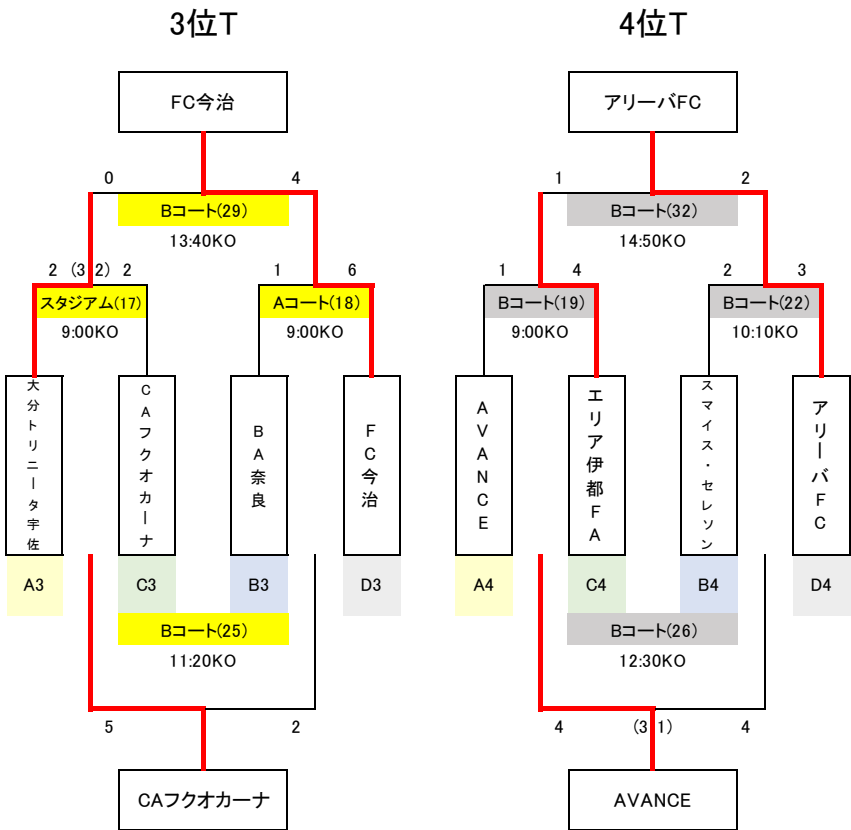 3位T
4位T
FC今治
アリーバFC
0
4
1
2
Bコート(29)
Bコート(32)
13:40KO
14:50KO
2 (3 2) 2
1
6
1
4
2
3
スタジアム(17)
Aコート(18)
Bコート(19)
Bコート(22)
9:00KO
9:00KO
9:00KO
10:10KO
大分トリニータ宇佐
CAフクオカーナ
BA奈良
FC今治
AVANCE
エリア伊都FA
スマイス・セレソン
アリーバFC
A3
C3
B3
D3
A4
C4
B4
D4
Bコート(25)
Bコート(26)
11:20KO
12:30KO
5
2
4
(3 1)
4
CAフクオカーナ
AVANCE